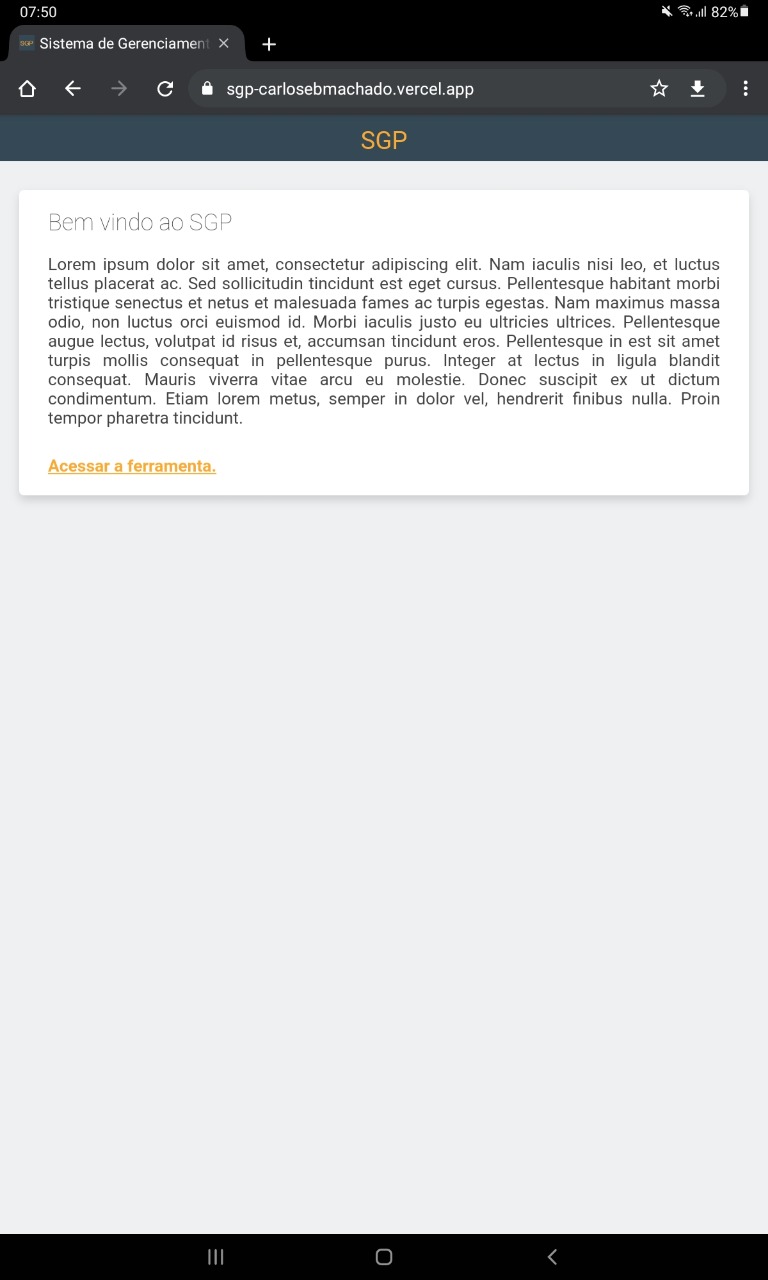 07:50
82%
SGP
Sistema de Gerenciament
sgp-carlosebmachado.vercel.app
SGP
Bem vindo ao SGP
Lorem ipsum dolor sit amet, consectetur adipiscing elit. Nam iaculis nisi leo, et luctus
tellus placerat ac. Sed sollicitudin tincidunt est eget cursus. Pellentesque habitant morbi
tristique senectus et netus et malesuada fames ac turpis egestas. Nam maximus massa
odio, non luctus orci euismod id. Morbi iaculis justo eu ultricies ultrices. Pellentesque
augue lectus, volutpat id risus et, accumsan tincidunt eros. Pellentesque in est sit amet
turpis mollis consequat in pellentesque purus. Integer at lectus in ligula blandit
consequat. Mauris viverra vitae arcu eu molestie. Donec suscipit ex ut dictum
condimentum. Etiam lorem metus, semper in dolor vel, hendrerit finibus nulla. Proin
tempor pharetra tincidunt.
Acessar a ferramenta.